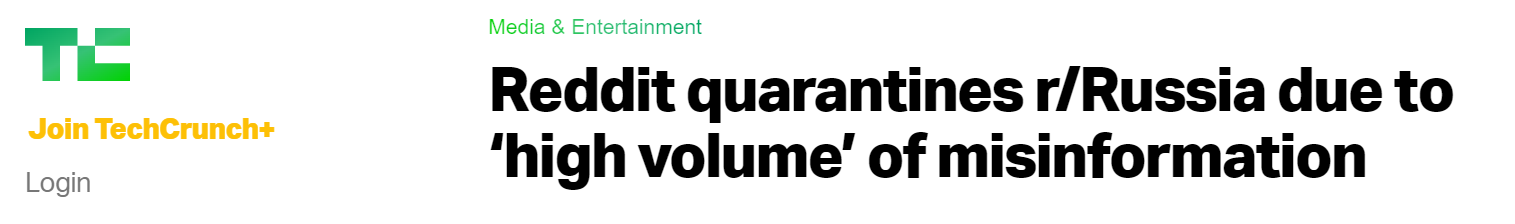 TC
Join TechCrunch+
Login
Media & Entertainment
Reddit quarantines r/Russia due to
‘high volume’ of misinformation